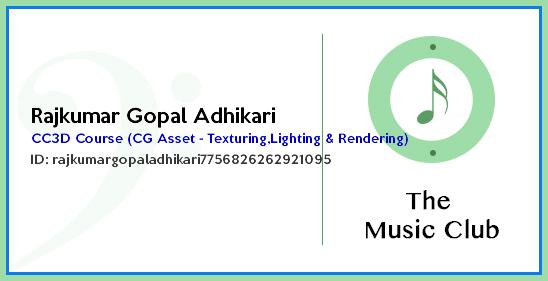 Rajkumar Gopal Adhikari
CC3D Course (CG Asset - Texturing,Lighting & Rendering)
ID: rajkumargopaladhikari7756826262921095
The
Music Club